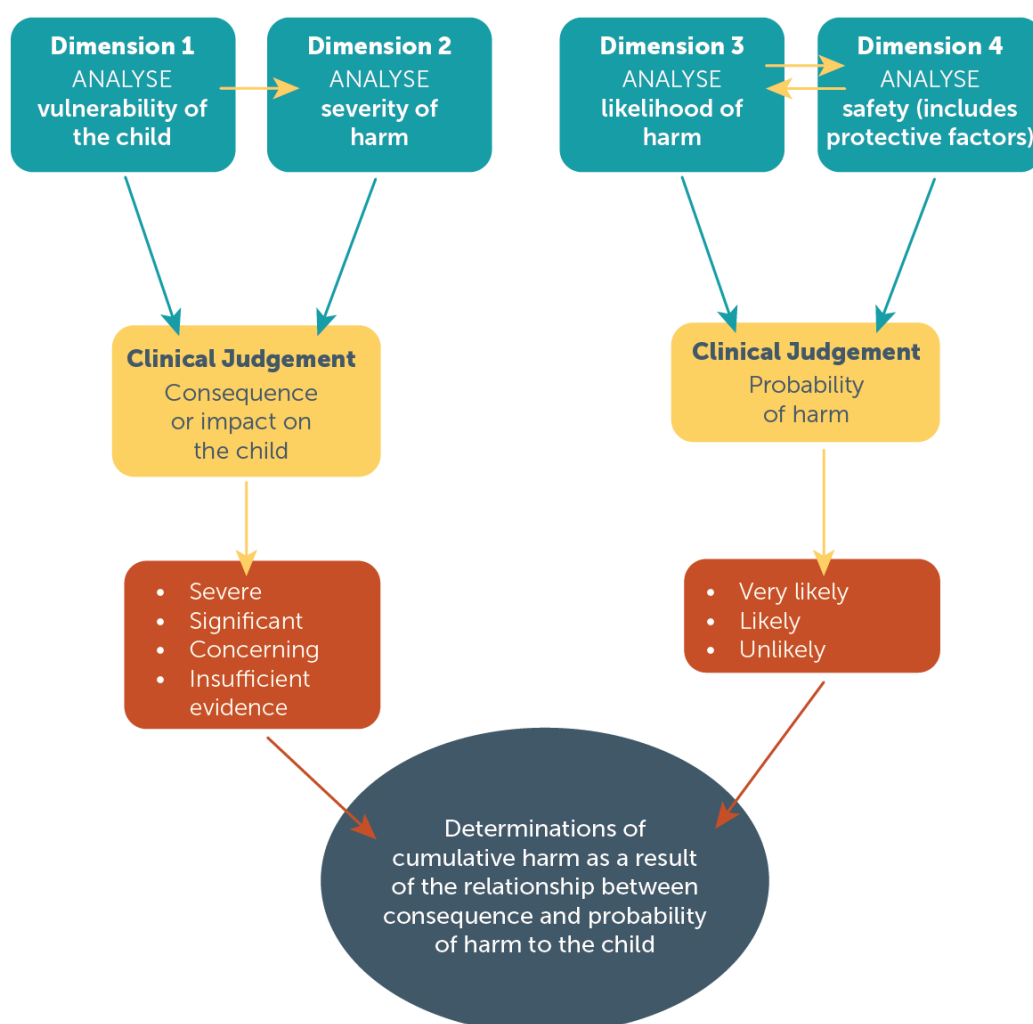 Dimension 1
ANALYSE
vulnerability of
the child
Dimension 2
ANALYSE
severity of
harm
Dimension 3
ANALYSE
likelihood of
harm
Dimension 4
ANALYSE
safety (includes
protective factors)
Clinical Judgement
Consequence
or impact on
the child
Clinical Judgement
Probability
of harm
• Severe
• Significant
• Concerning
• Insufficient
evidence
• Very likely
• Likely
• Unlikely
Determinations of
cumulative harm as a result
of the relationship between
consequence and probability
of harm to the child